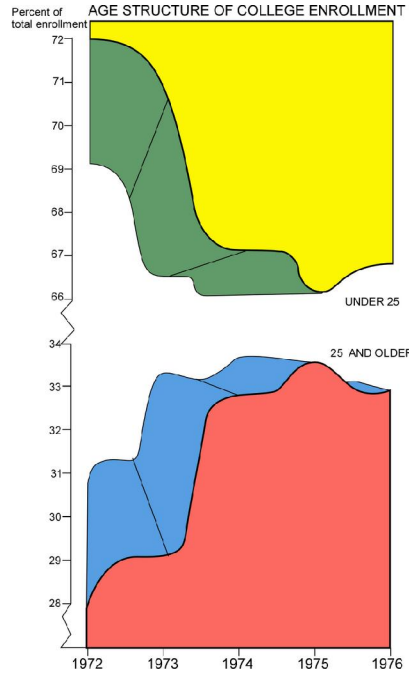 Percent of
total enrollment
AGE STRUCTURE OF COLLEGE ENROLLMENT
72
71
70
69
68
67
66
UNDER 25
34
25 AND OLDER
33
32
31
30
29
28
1972 1973 1974 1975 1976